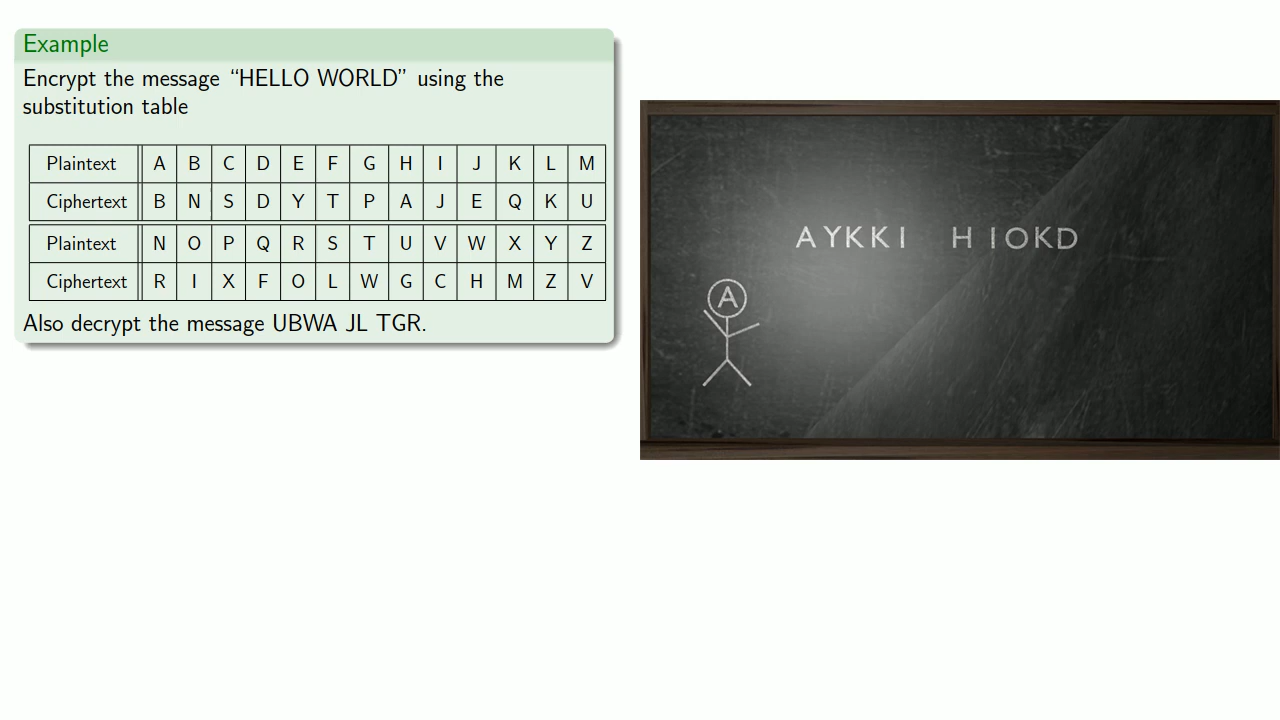 Example
Encrypt the message “HELLO WORLD” using the
substitution table
Plaintext A B C D E F G H I J K L M
Ciphertext B N S D Y T P A J E Q K U
Plaintext N O P Q R S T U V W X Y Z
Ciphertext R I X F O L W G C H M Z V
Also decrypt the message UBWA JL TGR.
AYKKI HIOKD
A